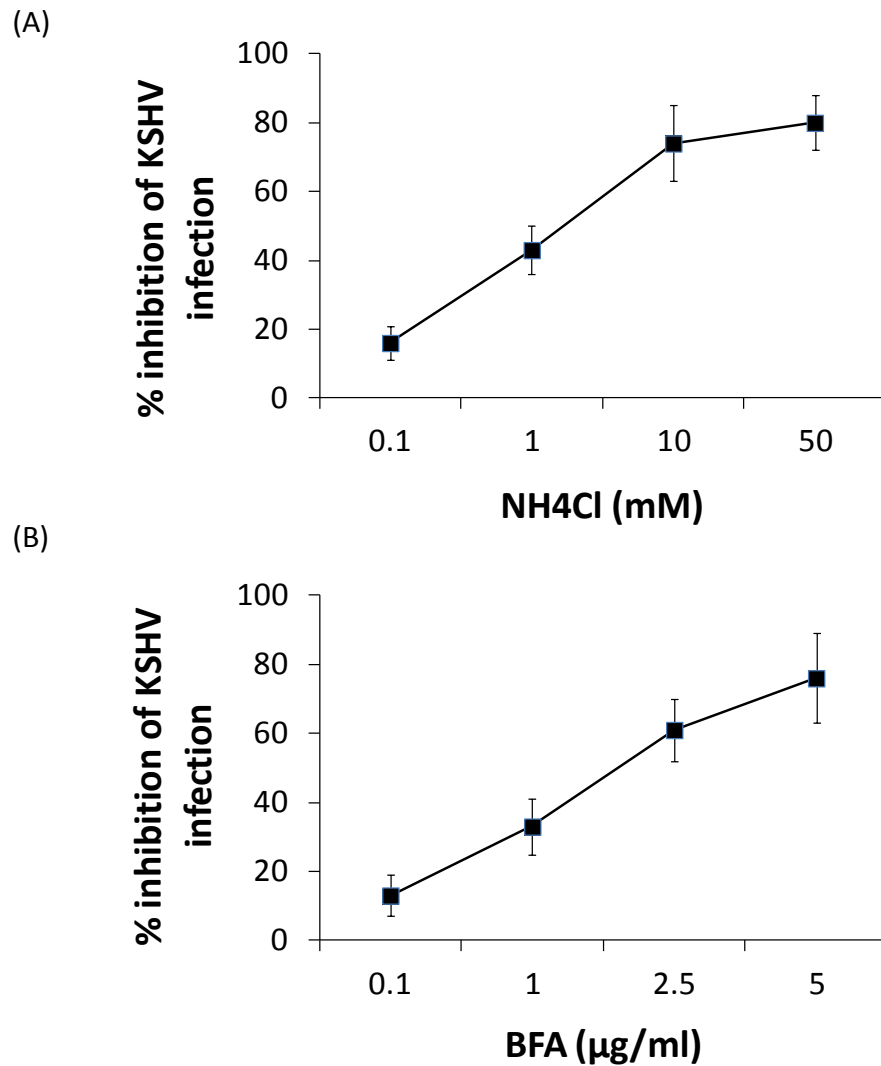 (A)
% inhibition of KSHV
infection
100
80
60
40
20
0
0.1 1 10 50
NH4Cl (mM)
(B)
% inhibition of KSHV
infection
100
80
60
40
20
0
0.1 1 2.5 5
BFA (µg/ml)